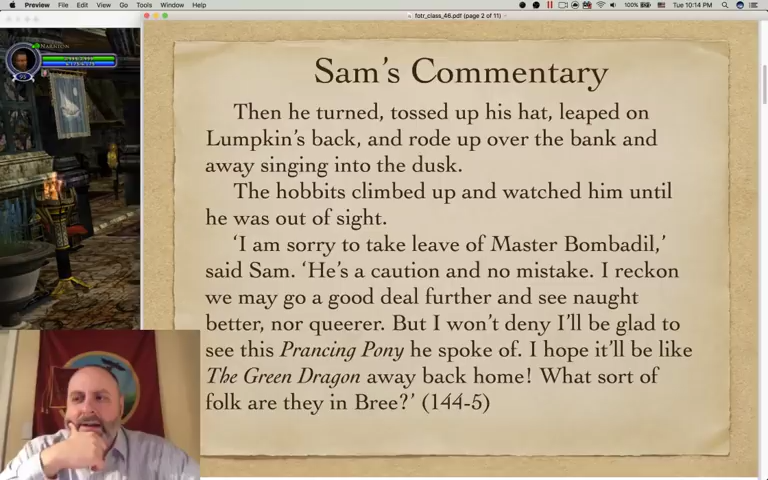 Preview File Edit View Go Tools Window Help
100% Tue 10:14 PM
fotr_class_46.pdf (page 2 of 11)
Sam's Commentary
Then he turned, tossed up his hat, leaped on
Lumpkin's back, and rode up over the bank and
away singing into the dusk.
The hobbits climbed up and watched him until
he was out of sight.
'I am sorry to take leave of Master Bombadil,'
said Sam. 'He's a caution and no mistake. I reckon
we may go a good deal further and see naught
better, nor queerer. But I won't deny I'll be glad to
see this Prancing Pony he spoke of. I hope it'll be like
The Green Dragon away back home! What sort of
folk are they in Bree?' (144-5)